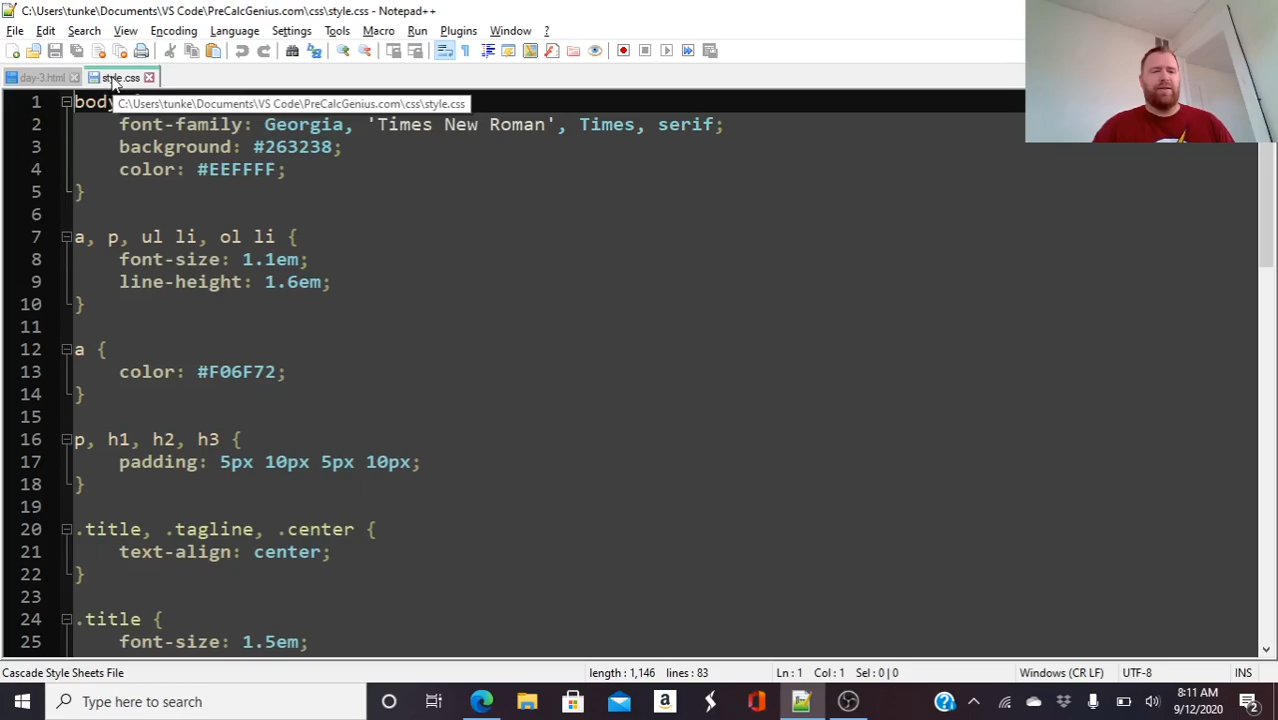 C:\Users\tunke\Documents\VS Code\PreCalcGenius.com\css\style.css - Notepad++
File Edit Search View Encoding Language Settings Tools Macro Run Plugins Window ?
day-3.html style.css
C:\Users\tunke\Documents\VS Code\PreCalcGenius.com\css\style.css
1 body
2 font-family: Georgia, 'Times New Roman', Times, serif;
3 background: #263238;
4 color: #EEFFFF;
5 }
6
7 a, p, ul li, ol li {
8 font-size: 1.1em;
9 line-height: 1.6em;
10 }
11
12 a {
13 color: #F06F72;
14 }
15
16 p, h1, h2, h3 {
17 padding: 5px 10px 5px 10px;
18 }
19
20 .title, .tagline, .center {
21 text-align: center;
22 }
23
24 .title {
25 font-size: 1.5em;
Cascade Style Sheets File length : 1,146 lines : 83 Ln : 1 Col : 1 Sel : 0 | 0 Windows (CR LF) UTF-8 INS
Type here to search
8:11 AM
9/12/2020
2